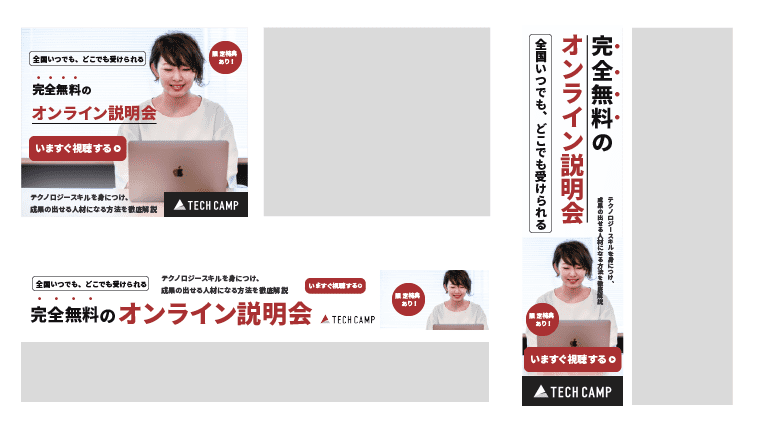 全国いつでも、どこでも受けられる
限定特典
あり!
完全無料の
オンライン説明会
いますぐ視聴する
テクノロジースキルを身につけ、
成果の出せる人材になる方法を徹底解説
TECH CAMP
全国いつでも、どこでも受けられる
テクノロジースキルを身につけ、
成果の出せる人材になる方法を徹底解説
いますぐ視聴する
完全無料のオンライン説明会
TECH CAMP
限定特典
あり!
完全無料の
オンライン説明会
全国いつでも、どこでも受けられる
テクノロジースキルを身につけ、
成果の出せる人材になる方法を徹底解説
限定特典
あり!
いますぐ視聴する
TECH CAMP